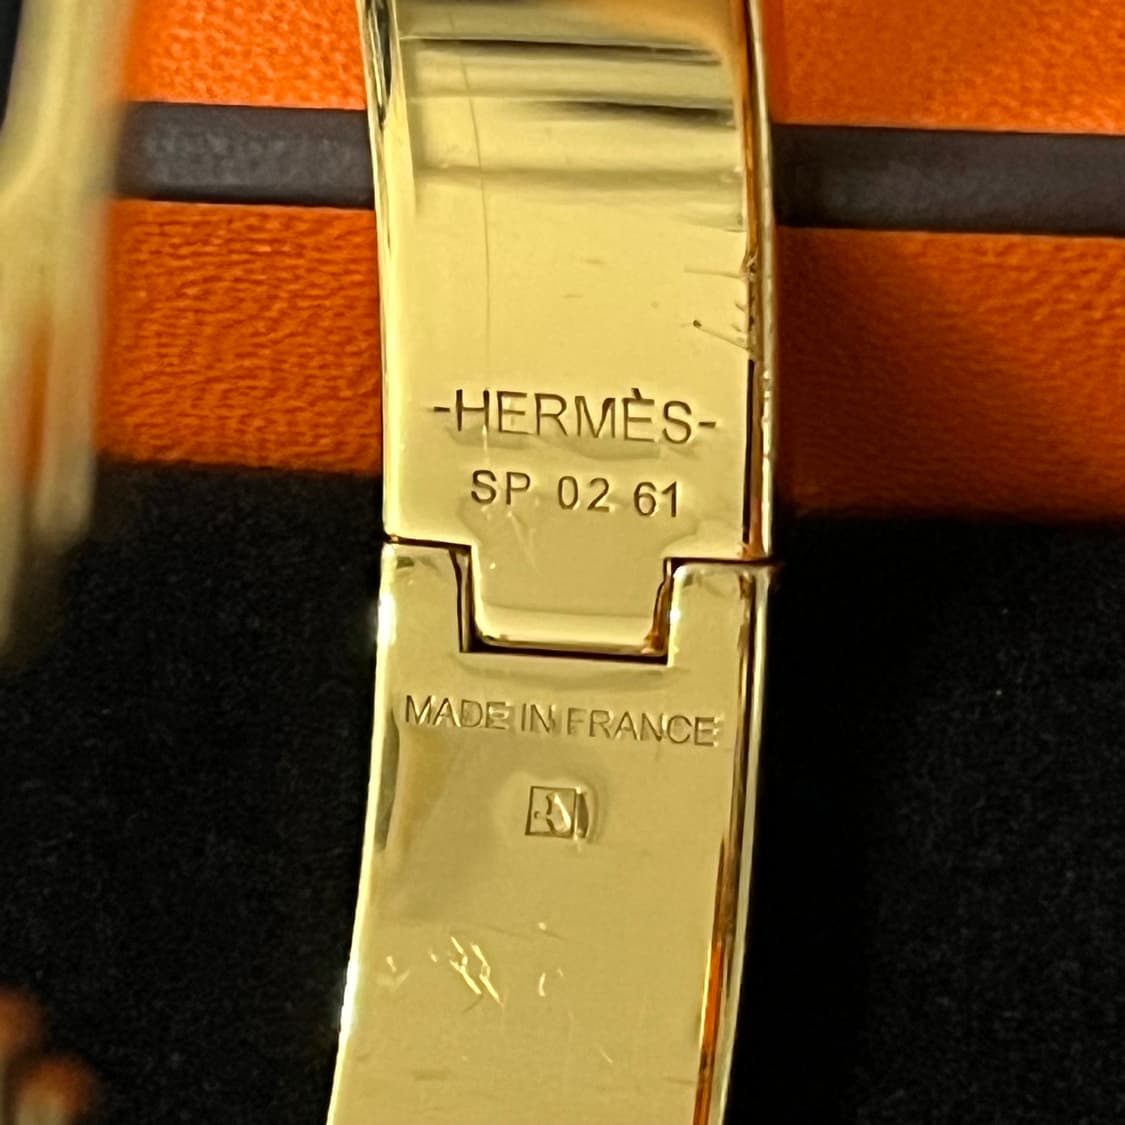 -HERMÈS-
SP 02 61
MADE IN FRANCE